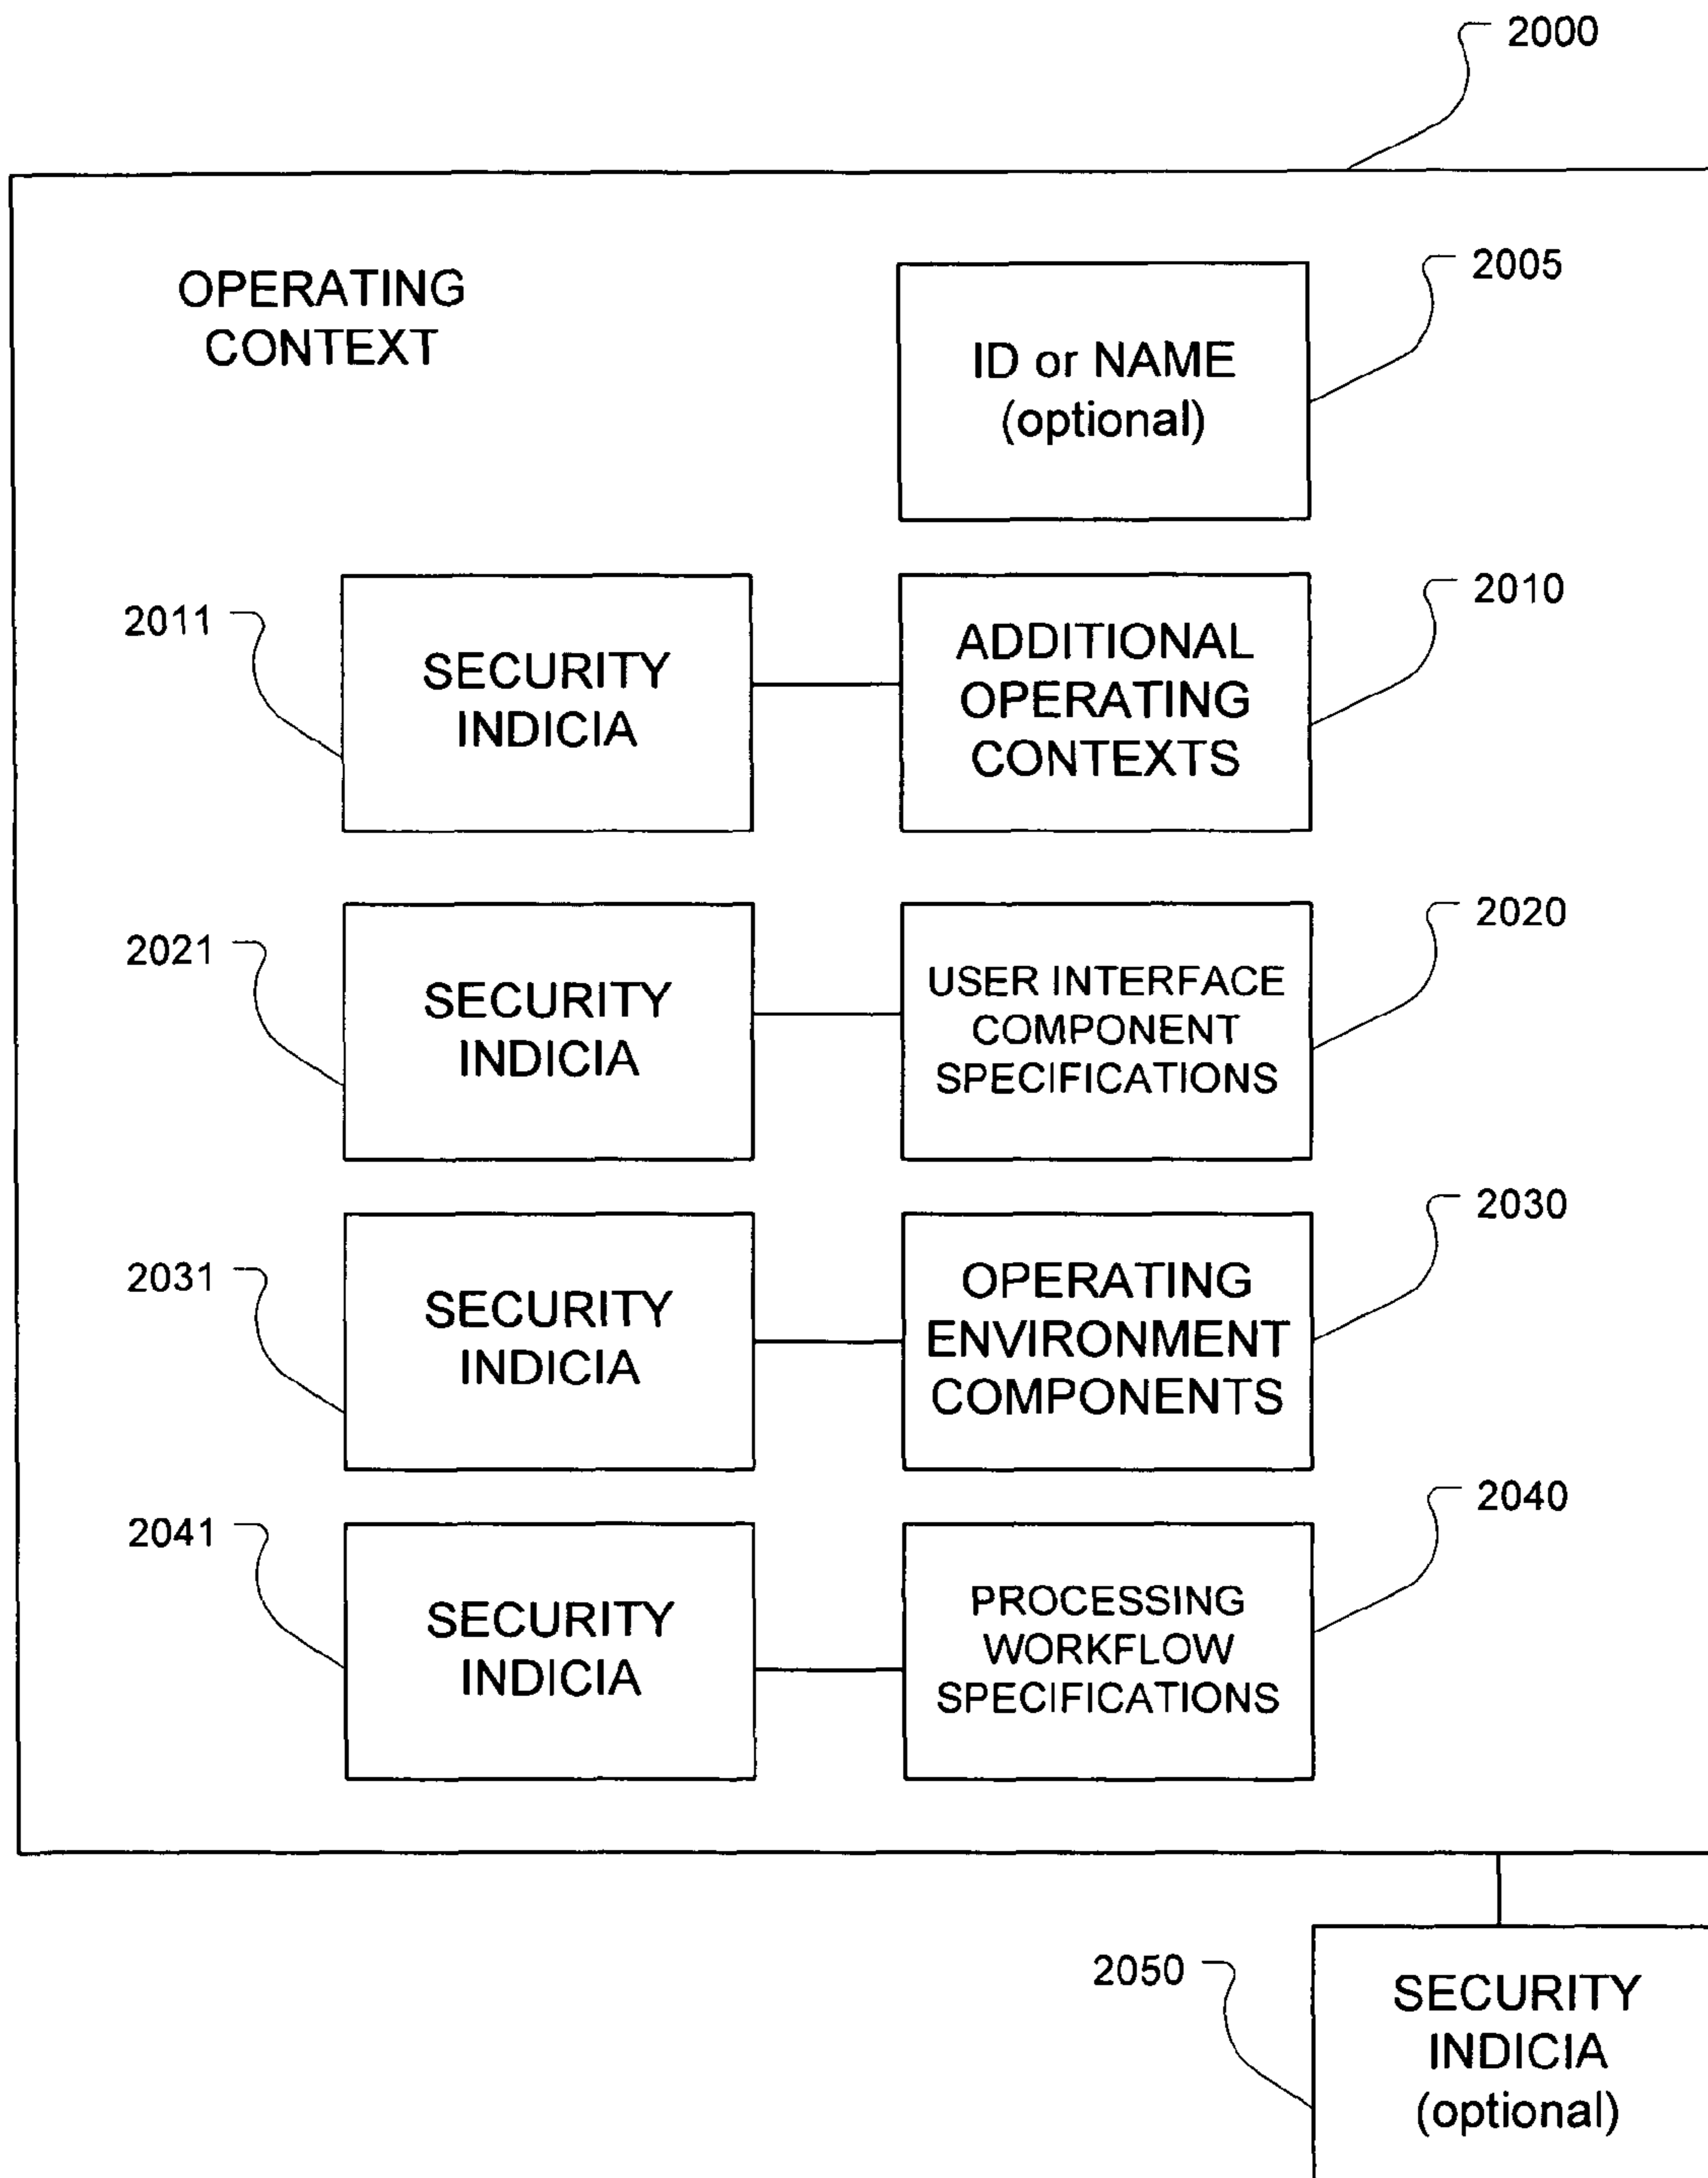 2000
OPERATING
CONTEXT
2005
ID or NAME
(optional)
2011
SECURITY
INDICIA
ADDITIONAL
OPERATING
CONTEXTS
2010
2021
SECURITY
INDICIA
USER INTERFACE
COMPONENT
SPECIFICATIONS
2020
2031
SECURITY
INDICIA
OPERATING
ENVIRONMENT
COMPONENTS
2030
2041
SECURITY
INDICIA
PROCESSING
WORKFLOW
SPECIFICATIONS
2040
2050
SECURITY
INDICIA
(optional)